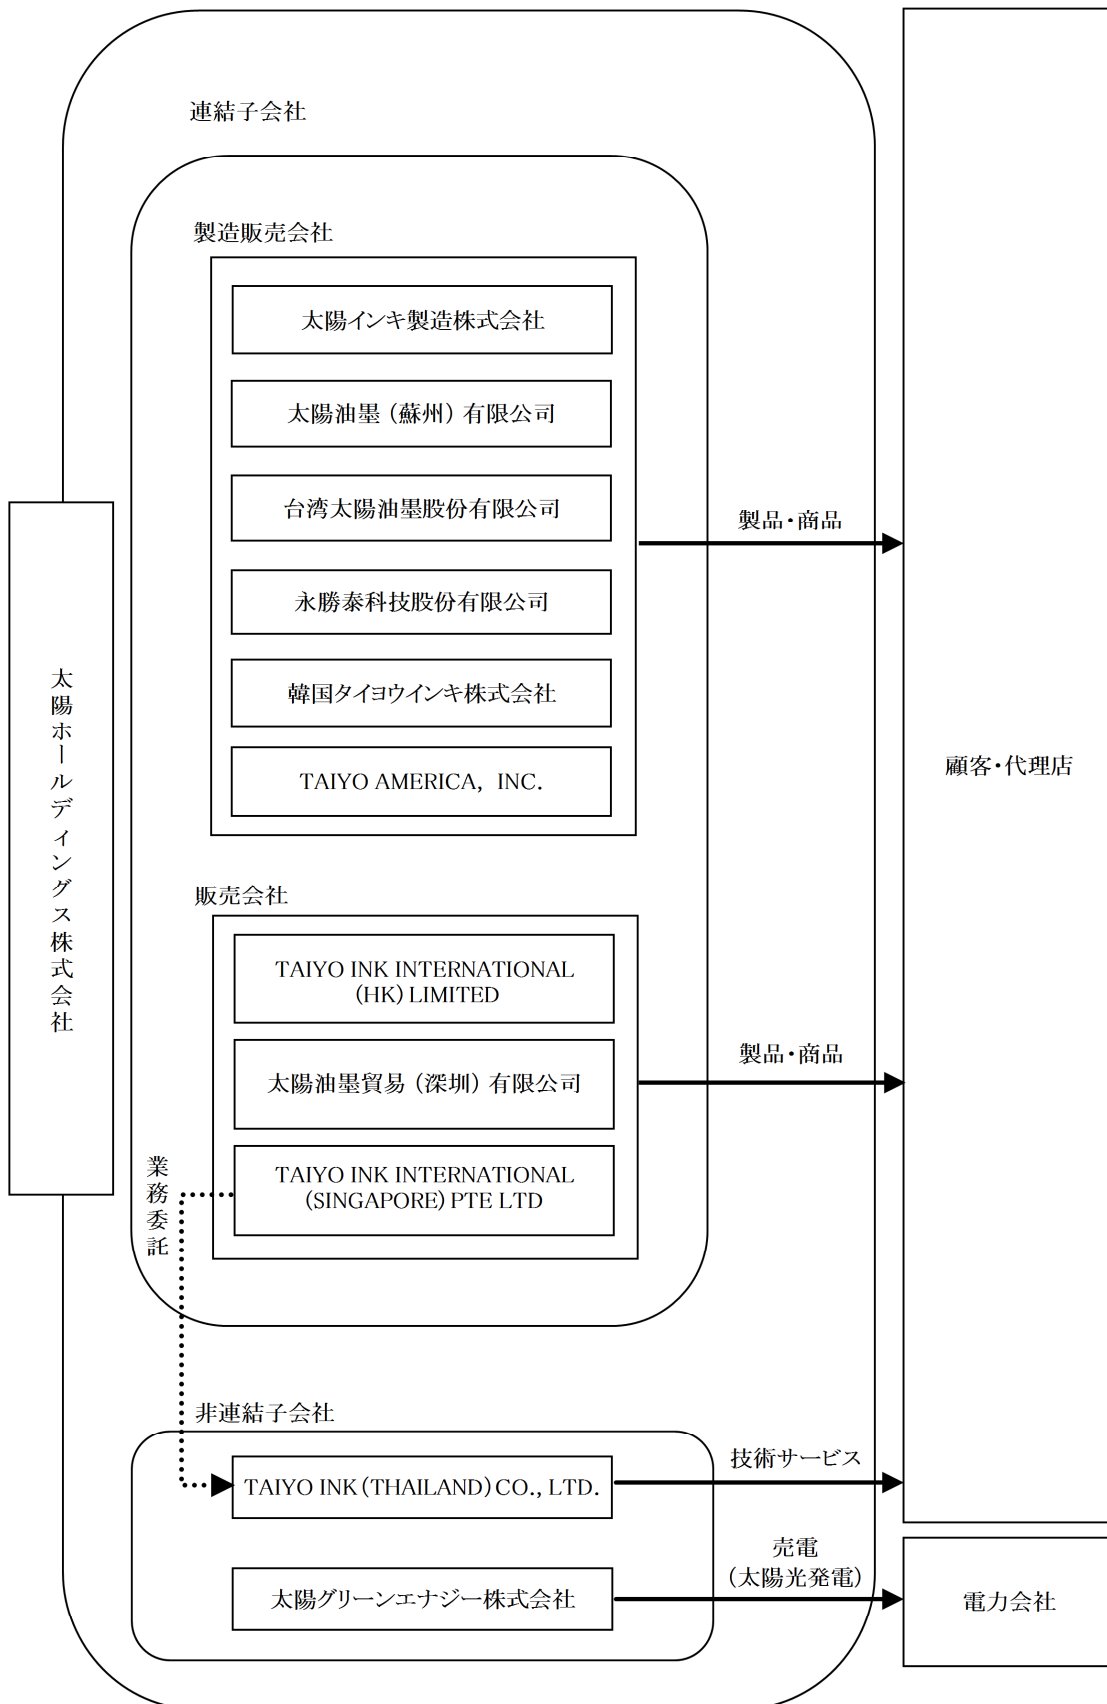 連結子会社
製造販売会社
太陽インキ製造株式会社
太陽油墨（蘇州）有限公司
台湾太陽油墨股份有限公司
永勝泰科技股份有限公司
韓国タイヨウインキ株式会社
TAIYO AMERICA, INC.
製品・商品
太陽ホールディングス株式会社
顧客・代理店
販売会社
TAIYO INK INTERNATIONAL
(HK) LIMITED
太陽油墨貿易（深圳）有限公司
TAIYO INK INTERNATIONAL
(SINGAPORE) PTE LTD
製品・商品
業務委託
非連結子会社
TAIYO INK (THAILAND) CO., LTD.
技術サービス
太陽グリーンエナジー株式会社
売電
（太陽光発電）
電力会社